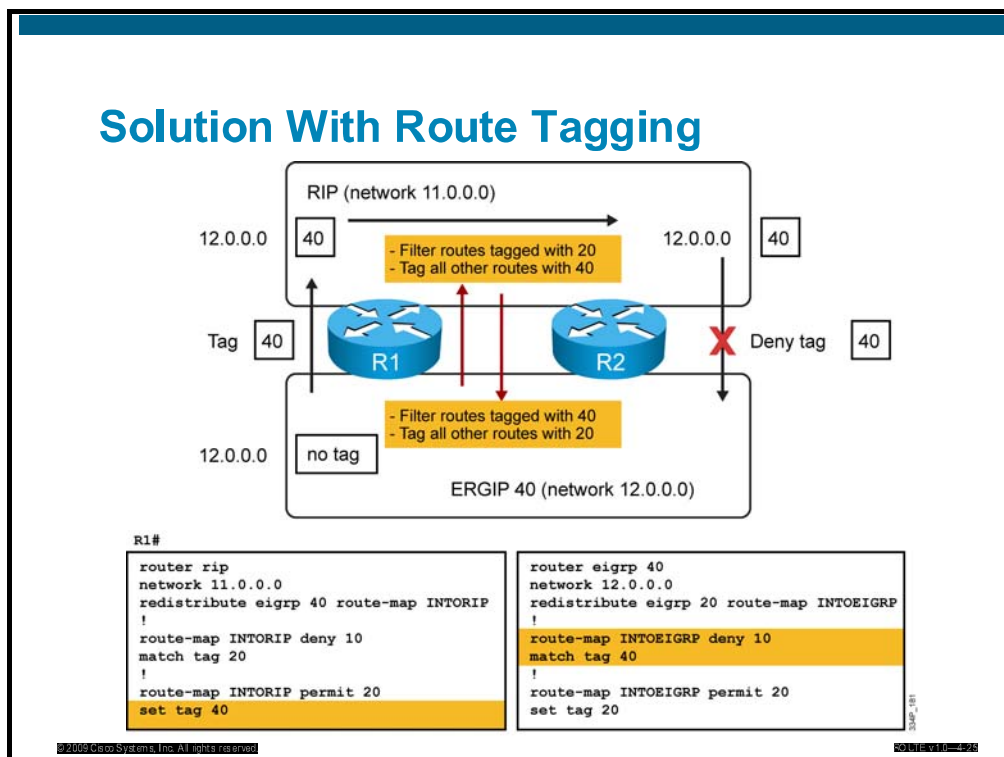 Solution With Route Tagging
RIP (network 11.0.0.0)
12.0.0.0
40
- Filter routes tagged with 20
- Tag all other routes with 40
12.0.0.0
40
Tag
40
R1
R2
Deny tag
40
- Filter routes tagged with 40
- Tag all other routes with 20
12.0.0.0
no tag
ERGIP 40 (network 12.0.0.0)
R1#
router rip
network 11.0.0.0
redistribute eigrp 40 route-map INTORIP
!
route-map INTORIP deny 10
match tag 20
!
route-map INTORIP permit 20
set tag 40
router eigrp 40
network 12.0.0.0
redistribute eigrp 20 route-map INTOEIGRP
!
route-map INTOEIGRP deny 10
match tag 40
!
route-map INTOEIGRP permit 20
set tag 20
334P_181
© 2009 Cisco Systems, Inc. All rights reserved.
ROUTE v1.0—4-25